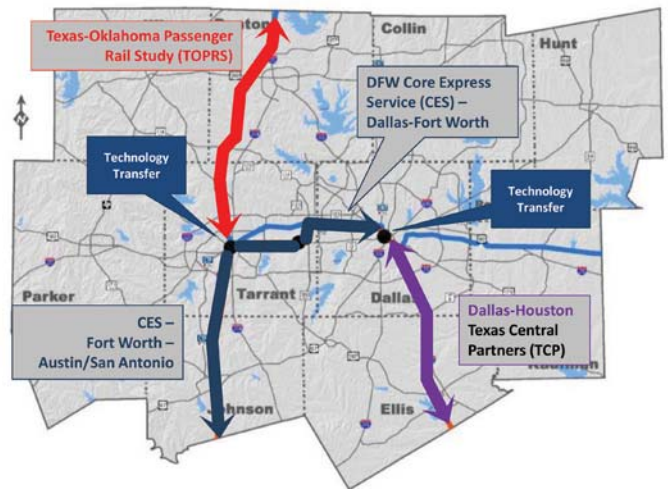 Texas-Oklahoma Passenger
Rail Study (TOPRS)
Collin
Hunt
DFW Core Express
Service (CES) –
Dallas-Fort Worth
Technology
Transfer
Technology
Transfer
Parker
Tarrant
Dallas
CES –
Fort Worth –
Austin/San Antonio
Dallas-Houston
Texas Central
Partners (TCP)
Johnson
Ellis
N